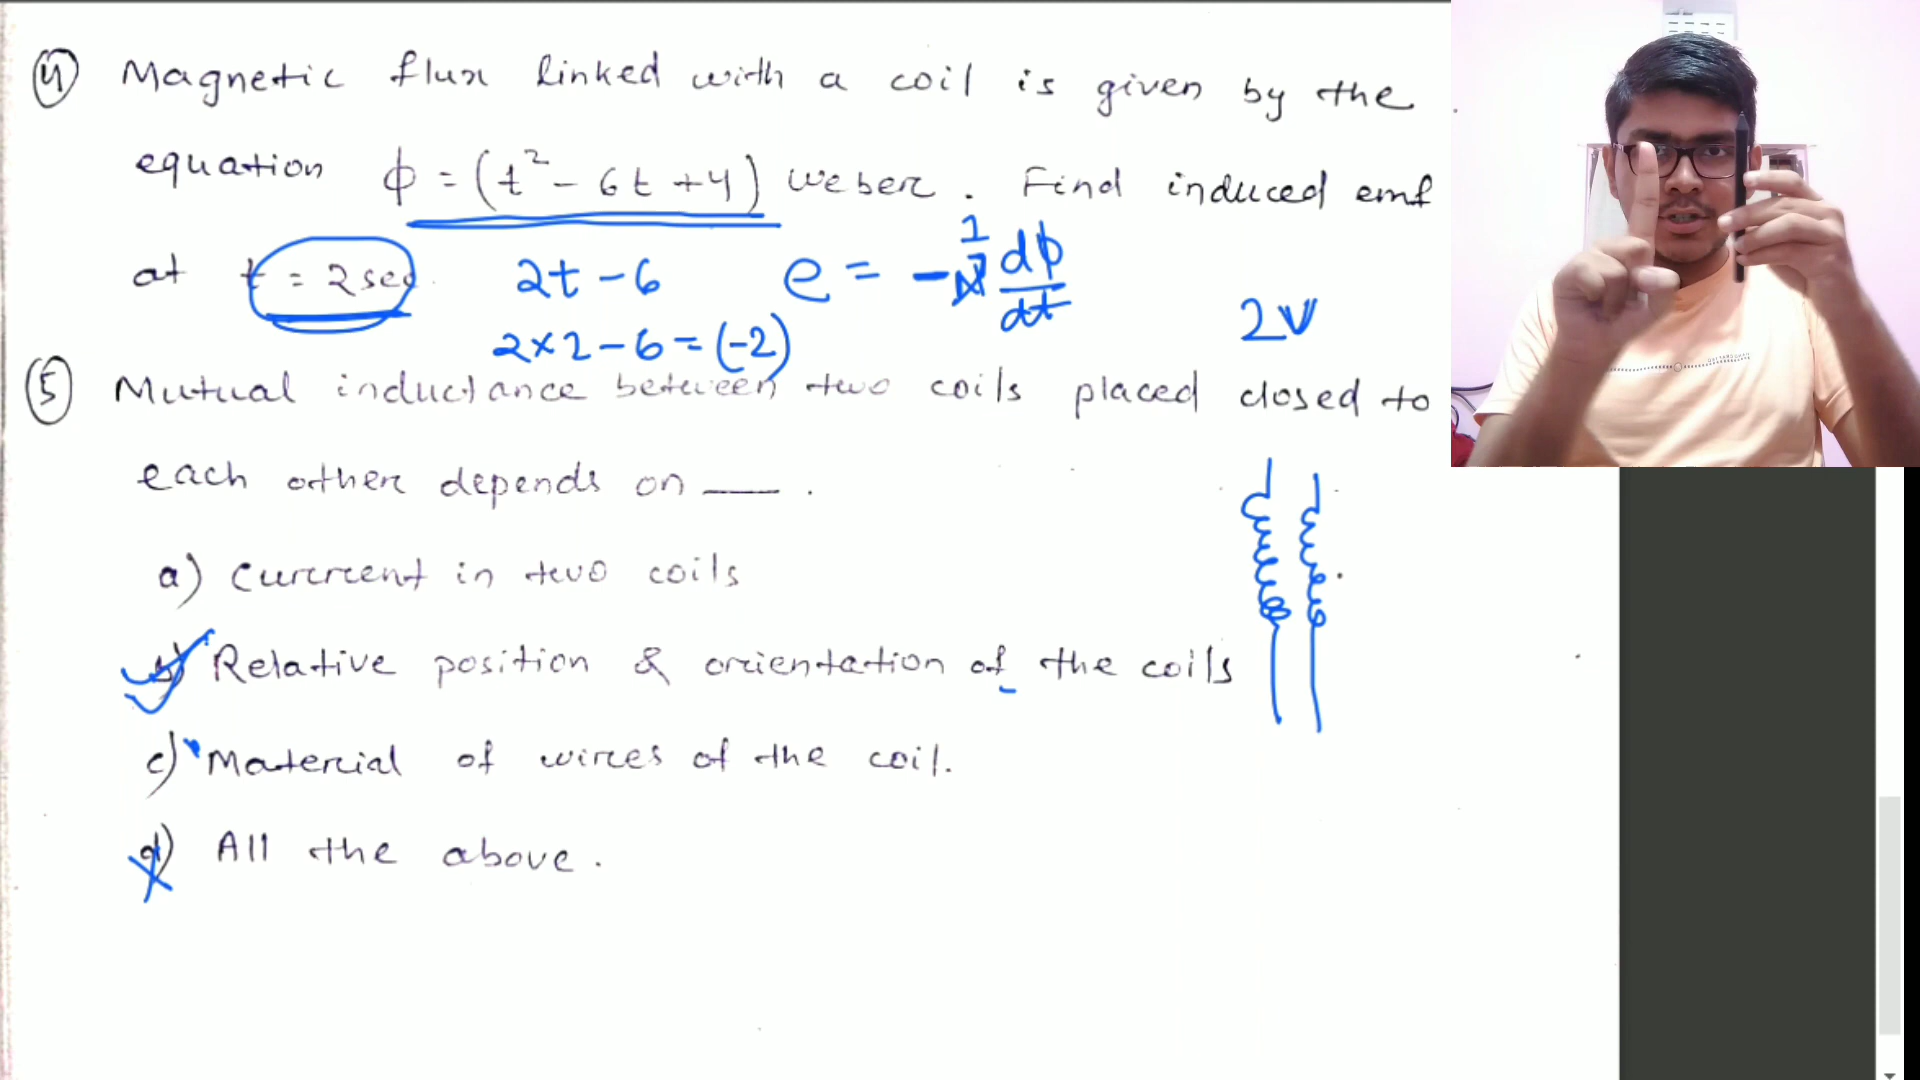 ④ Magnetic flux linked with a coil is given by the
equation ϕ = (t² - 6t + 4) weber. Find induced emf
at t = 2 sec.
2t - 6
e = -N dϕ/dt
1
2×2-6 = (-2)
2V
⑤ Mutual inductance between two coils placed closed to
each other depends on ___.
a) Current in two coils
b) Relative position & orientation of the coils
c) Material of wires of the coil.
d) All the above.